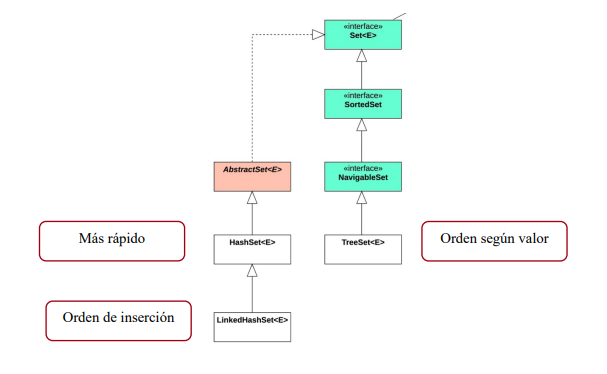 «interface»
Set<E>
«interface»
SortedSet
AbstractSet<E>
«interface»
NavigableSet
Más rápido
HashSet<E>
TreeSet<E>
Orden según valor
Orden de inserción
LinkedHashSet<E>